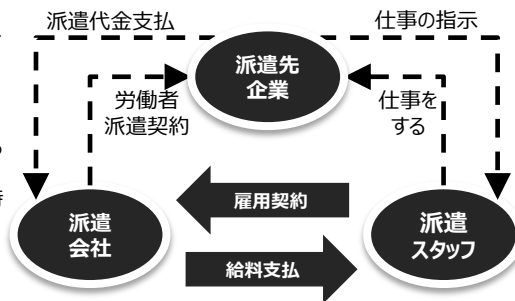 派遣代金支払
仕事の指示
派遣先
企業
労働者
派遣契約
仕事を
する
雇用契約
派遣
会社
派遣
スタッフ
給料支払